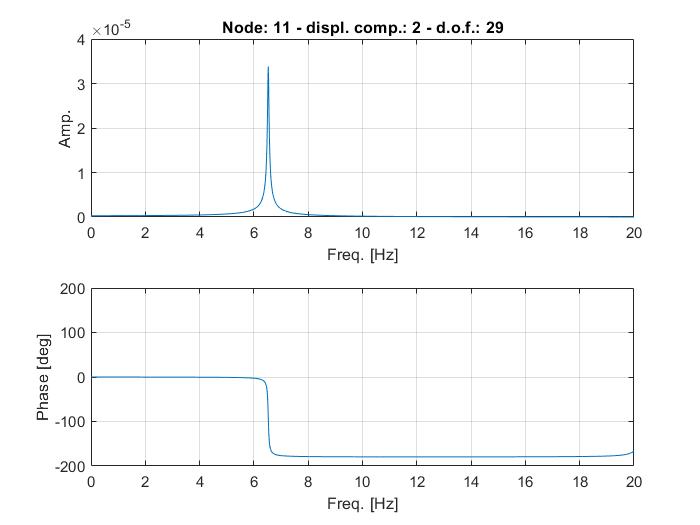 ×10⁻⁵
Node: 11 - displ. comp.: 2 - d.o.f.: 29
4
3
2
1
0
Amp.
0 2 4 6 8 10 12 14 16 18 20
Freq. [Hz]
200
100
0
-100
-200
Phase [deg]
0 2 4 6 8 10 12 14 16 18 20
Freq. [Hz]